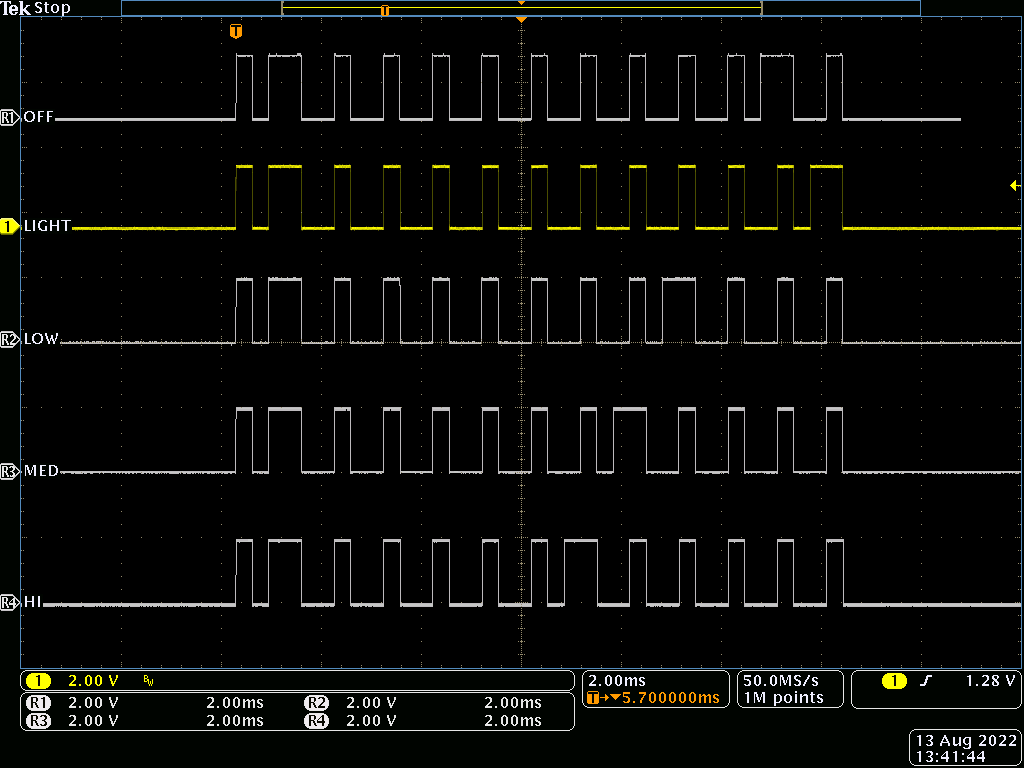 Tek Stop
T
T
R1 OFF
1 LIGHT
R2 LOW
R3 MED
R4 HI
1 2.00 V BW
2.00ms
T→▼5.700000ms
50.0MS/s
1M points
1 1.28 V
R1 2.00 V 2.00ms R2 2.00 V 2.00ms
R3 2.00 V 2.00ms R4 2.00 V 2.00ms
13 Aug 2022
13:41:44